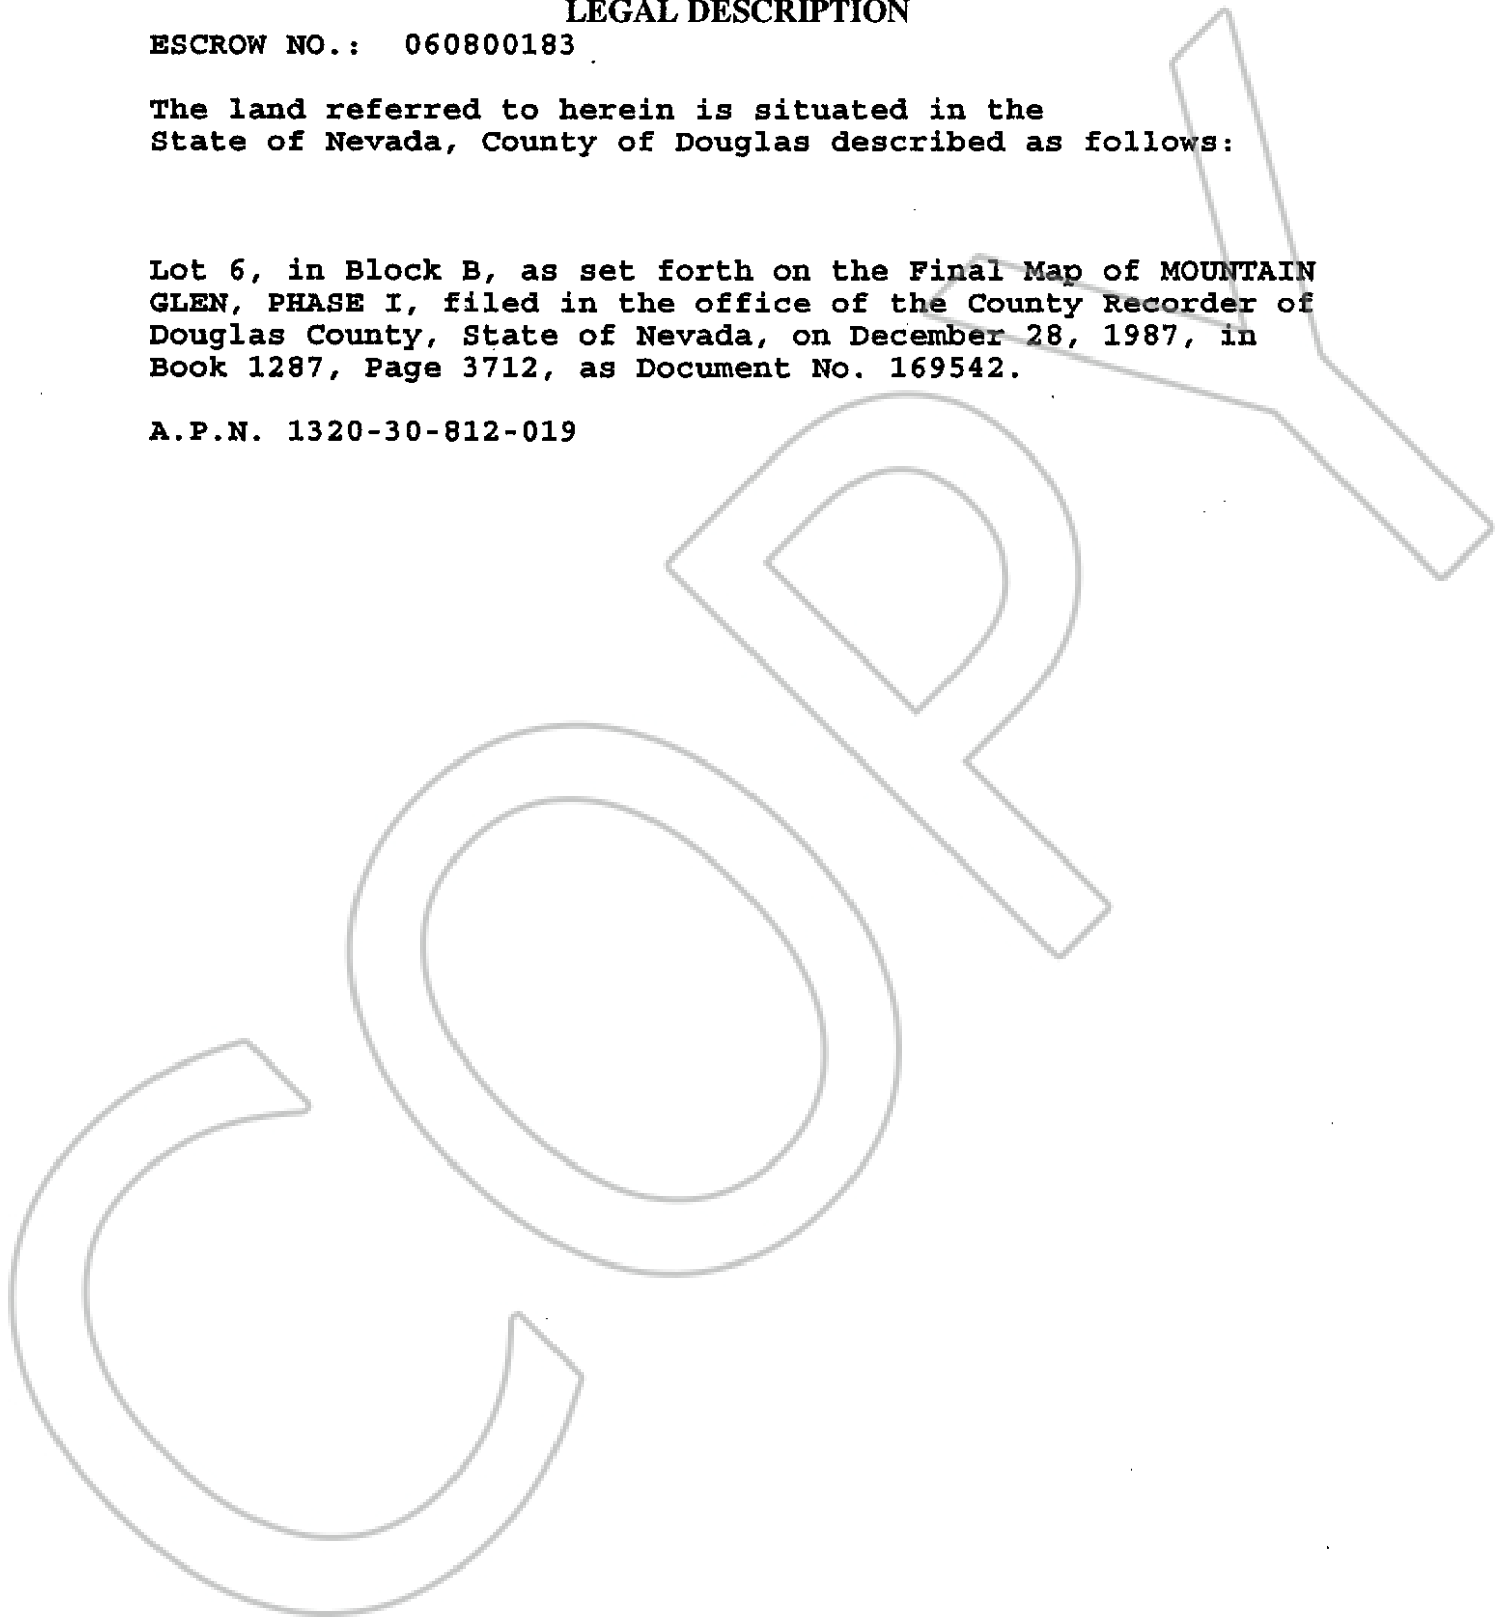 LEGAL DESCRIPTION
ESCROW NO.: 060800183
The land referred to herein is situated in the
State of Nevada, County of Douglas described as follows:
Lot 6, in Block B, as set forth on the Final Map of MOUNTAIN
GLEN, PHASE I, filed in the office of the County Recorder of
Douglas County, State of Nevada, on December 28, 1987, in
Book 1287, Page 3712, as Document No. 169542.
A.P.N. 1320-30-812-019
COPY